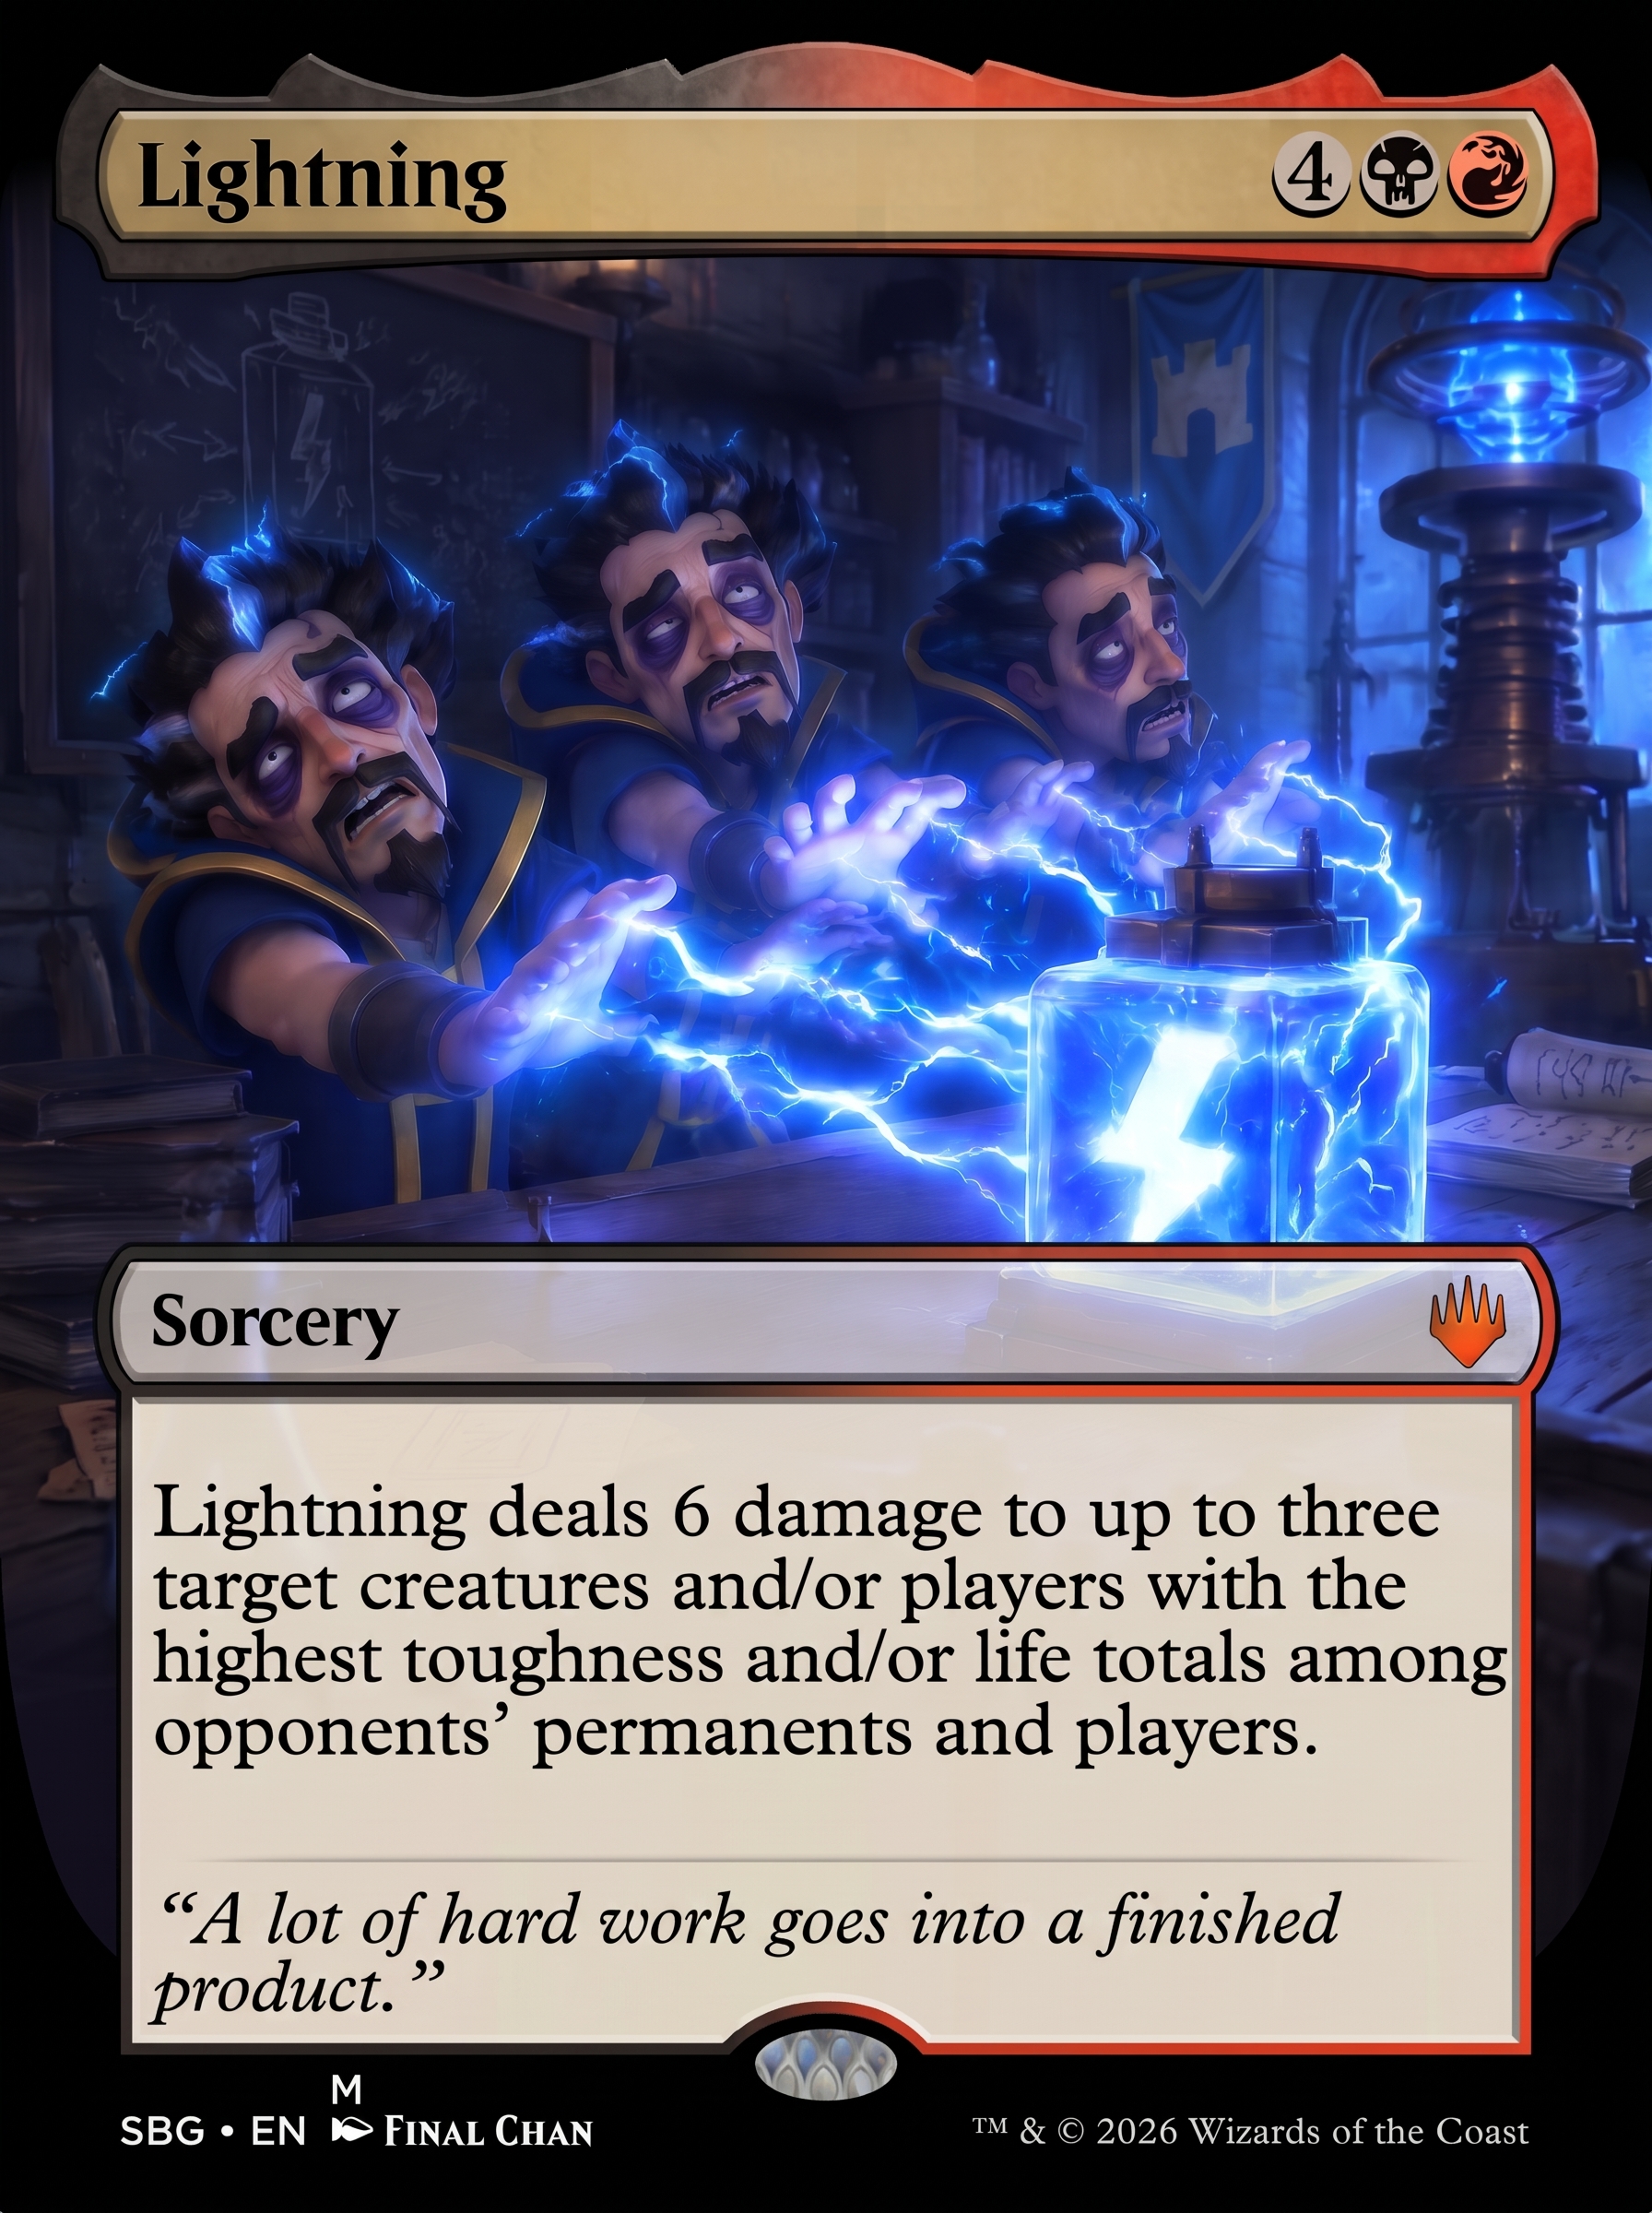 Lightning 4
Sorcery
Lightning deals 6 damage to up to three
target creatures and/or players with the
highest toughness and/or life totals among
opponents’ permanents and players.
“A lot of hard work goes into a finished
product.”
M
SBG • EN FINAL CHAN
™ & © 2026 Wizards of the Coast